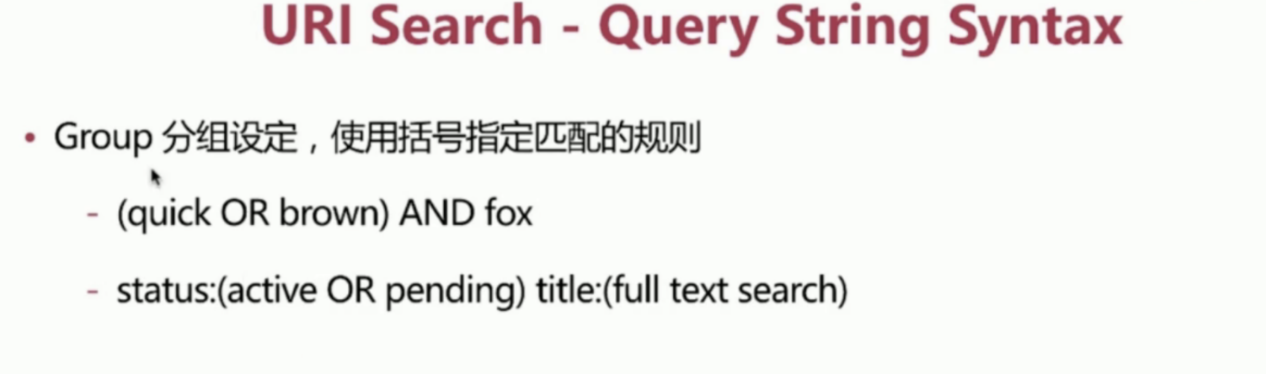 URI Search - Query String Syntax
• Group 分组设定，使用括号指定匹配的规则
- (quick OR brown) AND fox
- status:(active OR pending) title:(full text search)